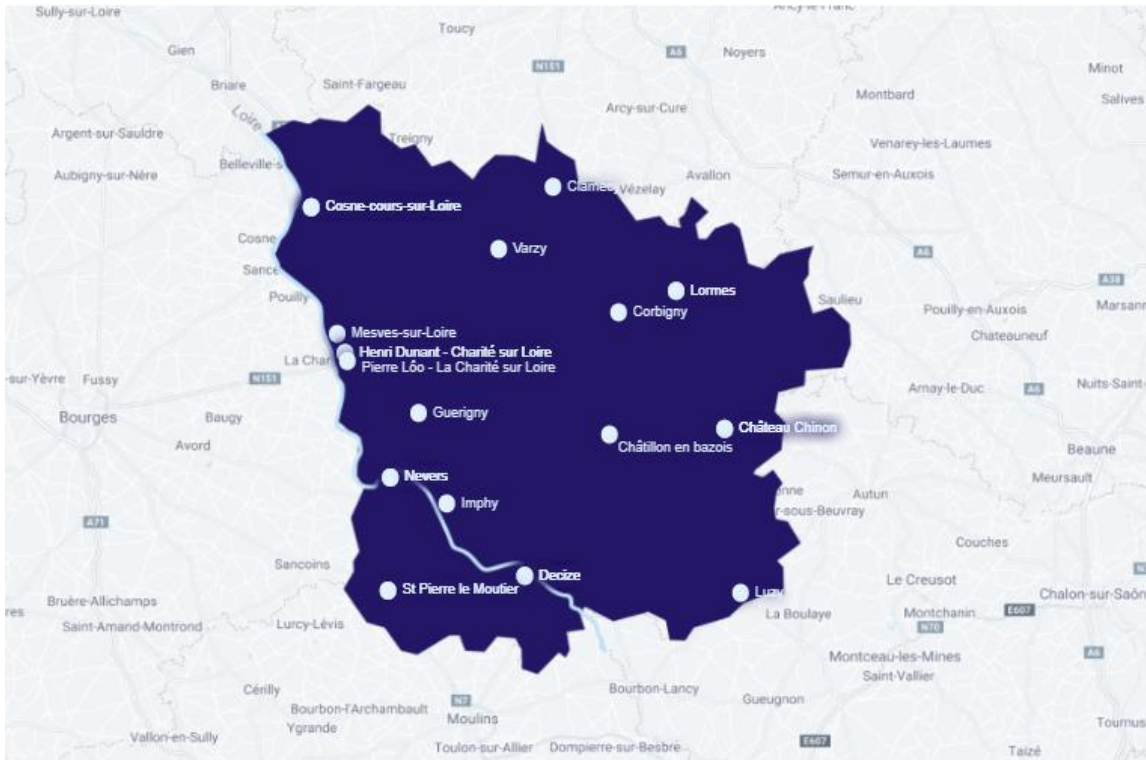 Sully-sur-Loire
Toucy
A6
Noyers
Gien
N151
Minot
Briare
Saint-Fargeau
Montbard
Salives
Loire
Arcy-sur-Cure
Argent-sur-Sauldre
Treigny
Venarey-les-Laumes
Belleville-s
Avallon
Semur-en-Auxois
Aubigny-sur-Nère
Clamec
Vézelay
Cosne-cours-sur-Loire
Cosne
Varzy
A6
Sance
A38
Pouilly
Lormes
Saulieu
Pouilly-en-Auxois
Marsann
Corbigny
Mesves-sur-Loire
Chateauneuf
Henri Dunant - Charité sur Loire
La Char
Pierre Lôo - La Charité sur Loire
-sur-Yèvre
Fussy
N151
Arnay-le-Duc
A6
Nuits-Saint-
Bourges
Baugy
Guerigny
Avord
Château Chinon
Châtillon en bazois
Beaune
Meursault
Nevers
enne
Autun
Imphy
r-sous-Beuvray
A71
Couches
Sancoins
Decize
Le Creusot
St Pierre le Moutier
Luzy
Chalon-sur-Saôn
Bruère-Allichamps
La Boulaye
Montchanin
E607
res
Saint-Amand-Montrond
Lurcy-Lévis
N70
A6
Montceau-les-Mines
Saint-Vallier
Cérilly
Bourbon-Lancy
Gueugnon
Bourbon-l'Archambault
N7
Ygrande
Moulins
Tournus
Vallon-en-Sully
Toulon-sur-Allier
Dompierre-sur-Besbre
E607
Taizé